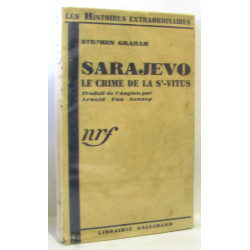 LES HISTOIRES EXTRAORDINAIRES
STEPHEN GRAHAM
SARAJEVO
LE CRIME DE LA St-VITUS
Traduit de l'anglais par
Arnold Van Gennep
nrf
LIBRAIRIE GALLIMARD